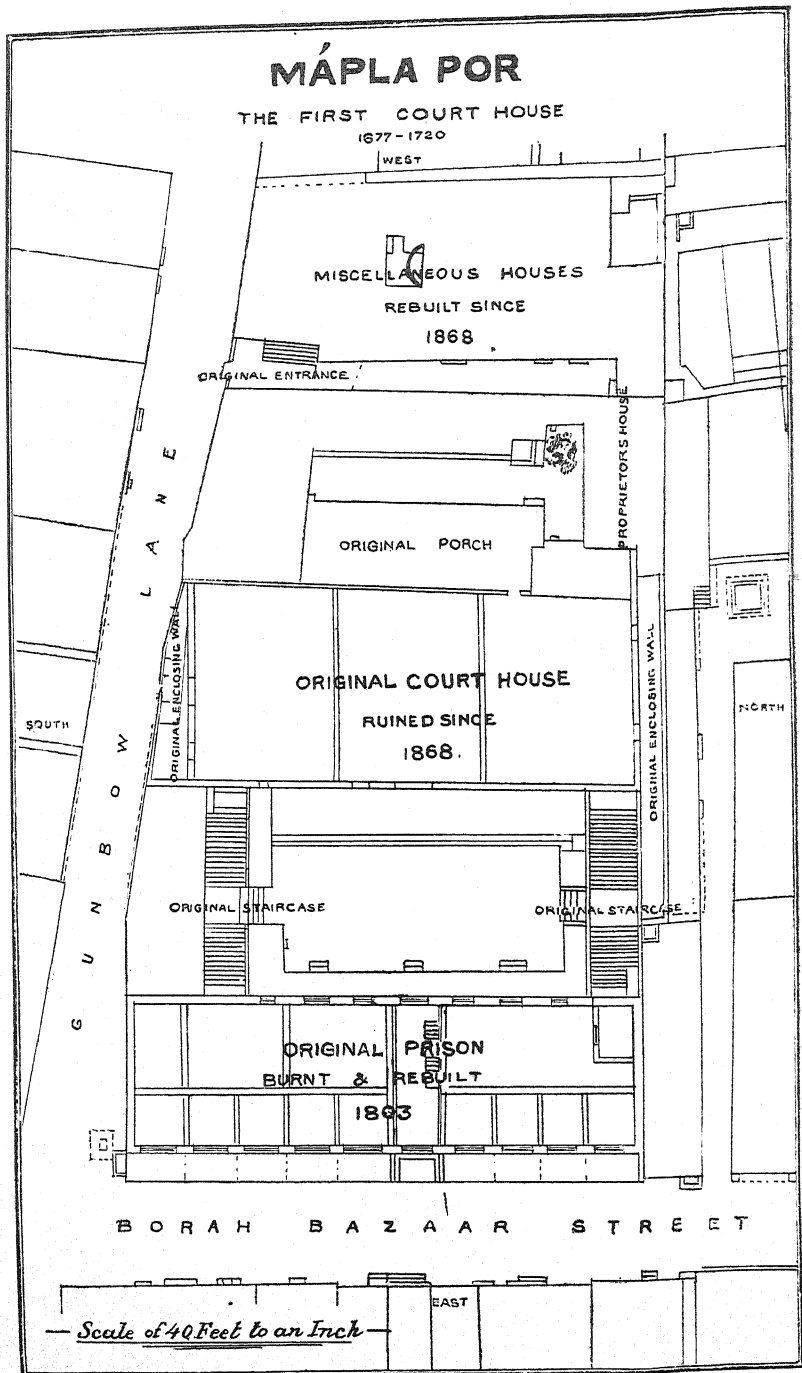 MÁPLA POR
THE FIRST COURT HOUSE
1677-1720
WEST
MISCELLANEOUS HOUSES
REBUILT SINCE
1868
ORIGINAL ENTRANCE
PROPRIETORS HOUSE
ORIGINAL PORCH
GUNBOW LANE
ORIGINAL ENCLOSING WALL
ORIGINAL COURT HOUSE
RUINED SINCE
1868.
ORIGINAL ENCLOSING WALL
SOUTH
NORTH
ORIGINAL STAIRCASE
ORIGINAL STAIRCASE
ORIGINAL PRISON
BURNT & REBUILT
1803
BORAH BAZAAR STREET
EAST
Scale of 40 Feet to an Inch